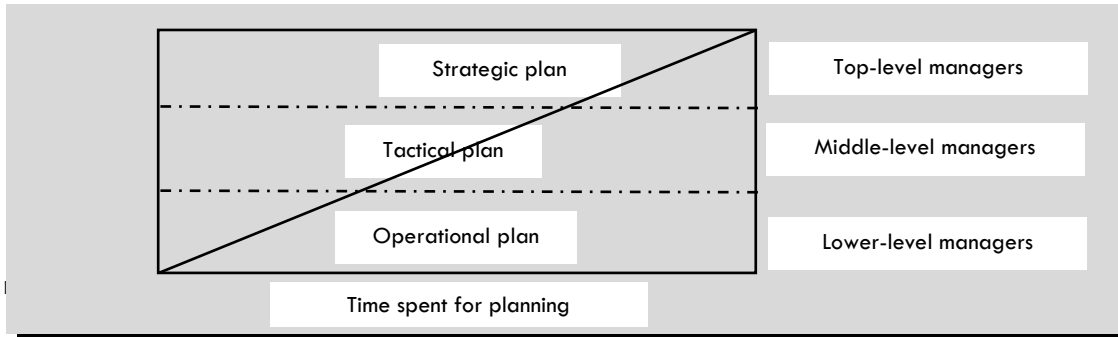 Strategic plan
Top-level managers
Tactical plan
Middle-level managers
Operational plan
Lower-level managers
Time spent for planning